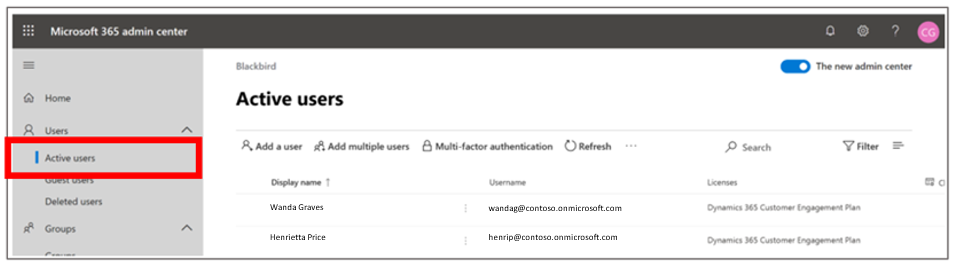 Microsoft 365 admin center
?
CG
Blackbird
The new admin center
Home
Active users
Users
Add a user
Add multiple users
Multi-factor authentication
Refresh
Search
Filter
Active users
Guest users
Display name ↑
Username
Licenses
Deleted users
Wanda Graves
wandag@contoso.onmicrosoft.com
Dynamics 365 Customer Engagement Plan
Groups
Henrietta Price
henrip@contoso.onmicrosoft.com
Dynamics 365 Customer Engagement Plan